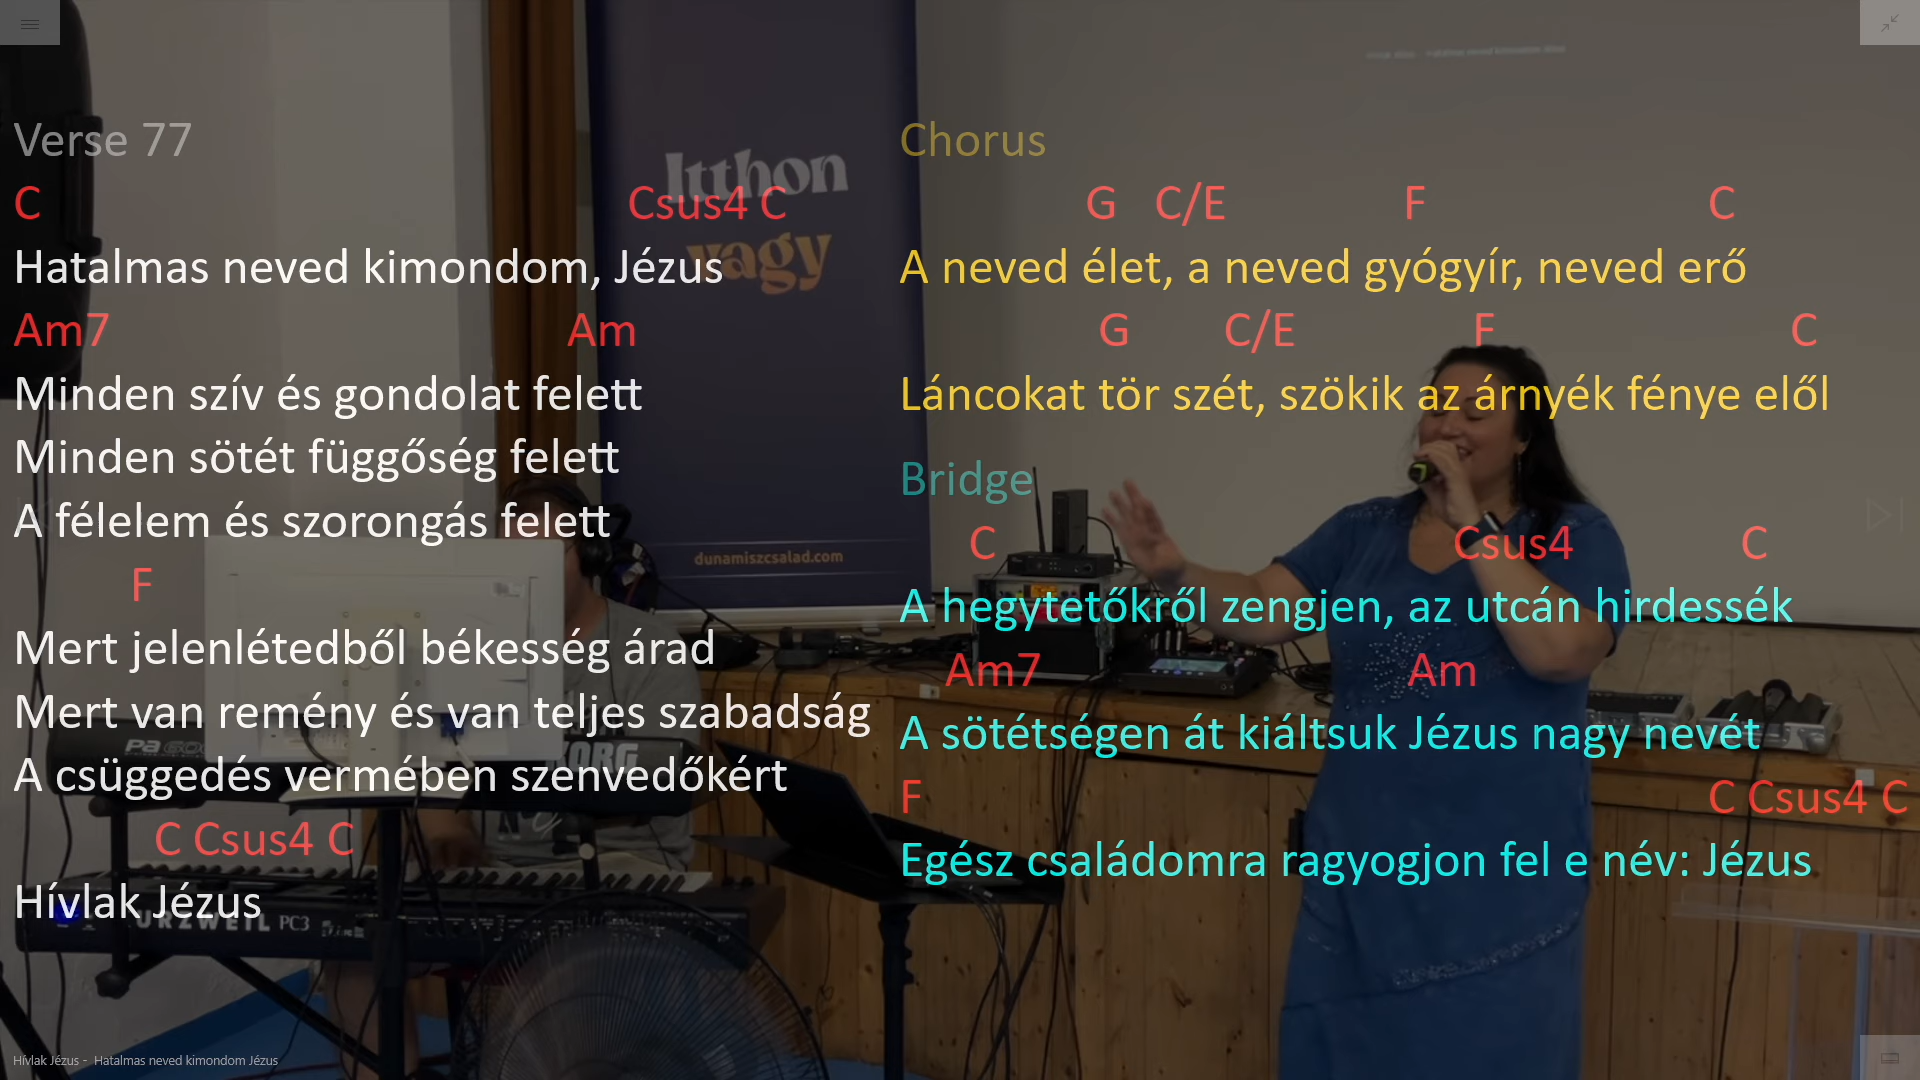 Verse 77
C Csus4 C
Hatalmas neved kimondom, Jézus
Am7 Am
Minden szív és gondolat felett
Minden sötét függőség felett
A félelem és szorongás felett
F
Mert jelenlétedből békesség árad
Mert van remény és van teljes szabadság
A csüggedés vermében szenvedőkért
C Csus4 C
Hívlak Jézus
Chorus
G C/E F C
A neved élet, a neved gyógyír, neved erő
G C/E F C
Láncokat tör szét, szökik az árnyék fénye elől
Bridge
C Csus4 C
A hegytetőkről zengjen, az utcán hirdessék
Am7 Am
A sötétségen át kiáltsuk Jézus nagy nevét
F C Csus4 C
Egész családomra ragyogjon fel e név: Jézus
Itthon
vagy
dunamiszcsalad.com
KORG
KURZWEIL PC3
Hívlak Jézus - Hatalmas neved kimondom Jézus